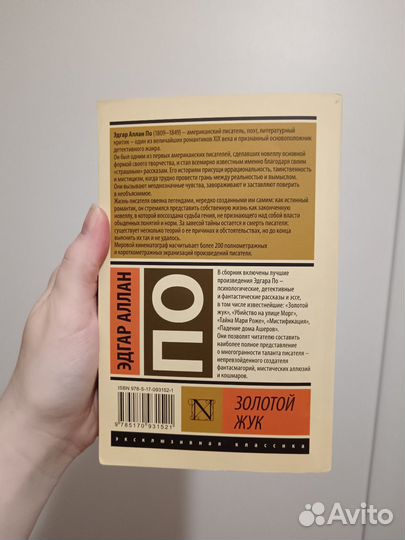 Эдгар Аллан По (1809–1849) – американский писатель, поэт, литературный
критик – один из величайших романтиков XIX века и признанный основоположник
детективного жанра.
Он был одним из первых американских писателей, сделавших новеллу основной
формой своего творчества, и стал всемирно известным именно благодаря своим
«страшным» рассказам. Его историям присущи иррациональность, таинственность
и мистицизм, когда трудно провести грань между реальностью и вымыслом.
Они вызывают неоднозначные чувства, завораживают и заставляют поверить
в необъяснимое.
Жизнь писателя овеяна легендами, нередко созданными им самим: как истинный
романтик, он стремился представить собственную жизнь как законченную
новеллу, в которой воссоздана судьба гения, не признающего над собой власти
обыденных понятий и норм. За завесой тайны остается и смерть писателя:
существует несколько теорий о ее причинах и обстоятельствах, но до конца
выяснить их так и не удалось.
Мировой кинематограф насчитывает более 200 полнометражных
и короткометражных экранизаций произведений писателя.
ЭДГАР АЛЛАН
ПО
В сборник включены лучшие
произведения Эдгара По –
психологические, детективные
и фантастические рассказы и эссе,
в том числе известнейшие: «Золотой
жук», «Убийство на улице Морг»,
«Тайна Мари Роже», «Мистификация»,
«Падение дома Ашеров».
Они позволят читателю составить
наиболее полное представление
о многогранности таланта писателя –
непревзойденного создателя
фантасмагорий, мистических аллюзий
и кошмаров.
ISBN 978-5-17-093152-1
9 785170 931521
N
ЗОЛОТОЙ
ЖУК
эксклюзивная классика
Avito